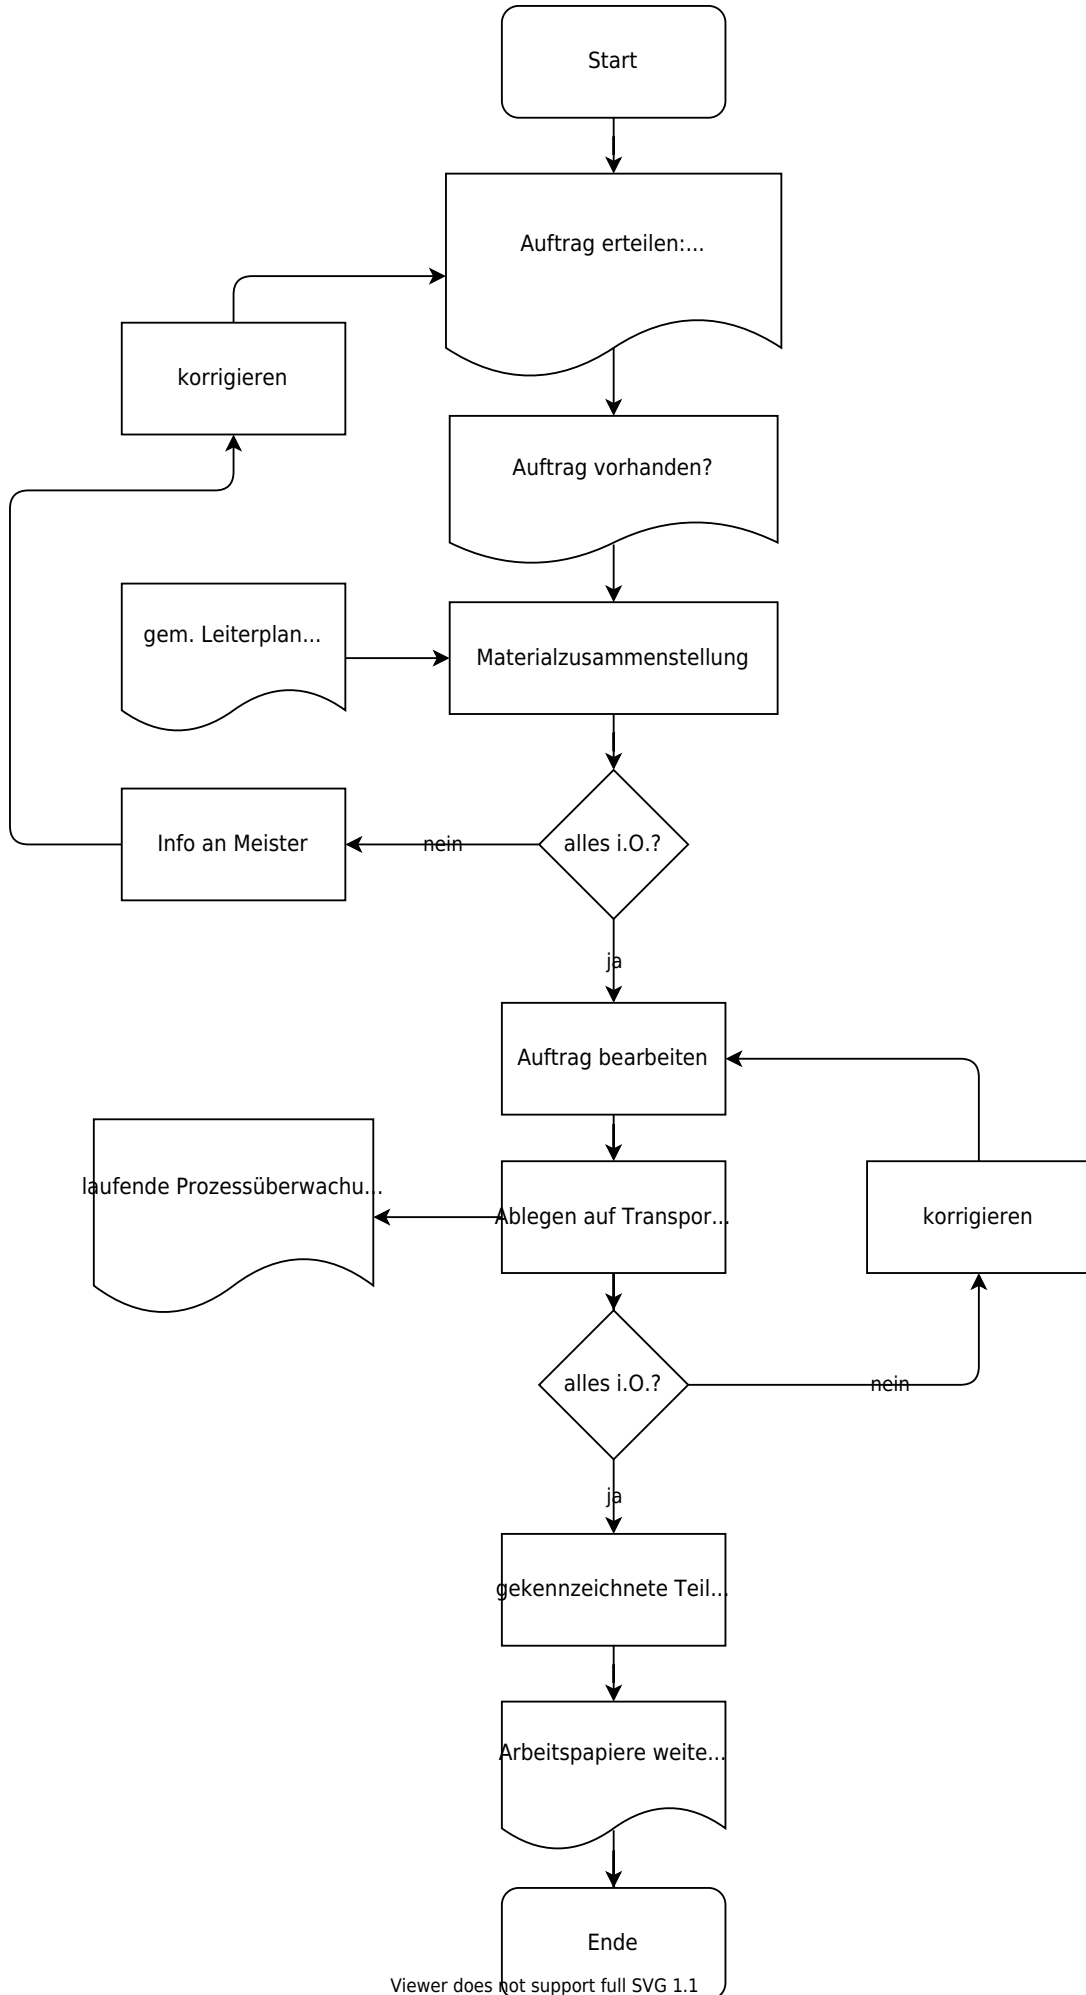 Start
Auftrag erteilen:...
korrigieren
Auftrag vorhanden?
gem. Leiterplan...
Materialzusammenstellung
Info an Meister
nein
alles i.O.?
ja
Auftrag bearbeiten
laufende Prozessüberwachu...
Ablegen auf Transpor...
korrigieren
alles i.O.?
nein
ja
gekennzeichnete Teil...
Arbeitspapiere weite...
Ende
Viewer does not support full SVG 1.1